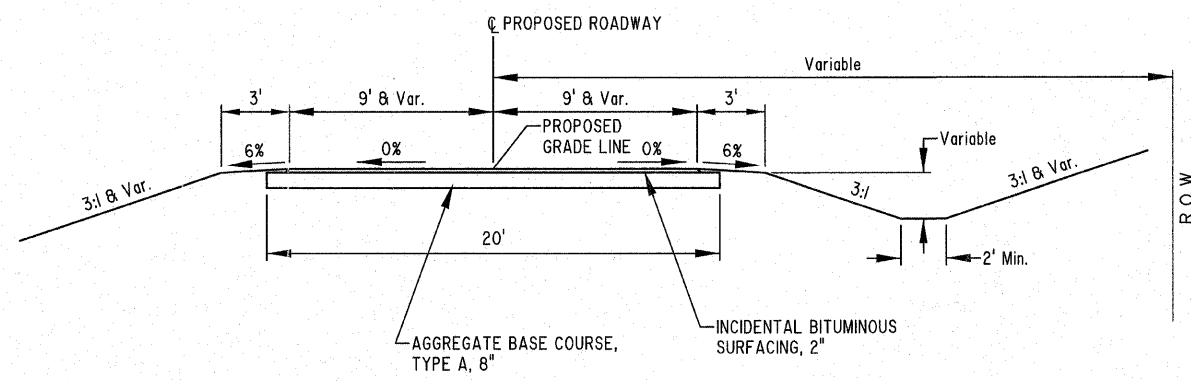 ℄ PROPOSED ROADWAY
Variable
3'
9' & Var.
9' & Var.
3'
PROPOSED
GRADE LINE
6%
0%
0%
6%
Variable
3:1 & Var.
3:1
3:1 & Var.
ROW
20'
2' Min.
INCIDENTAL BITUMINOUS
SURFACING, 2"
AGGREGATE BASE COURSE,
TYPE A, 8"